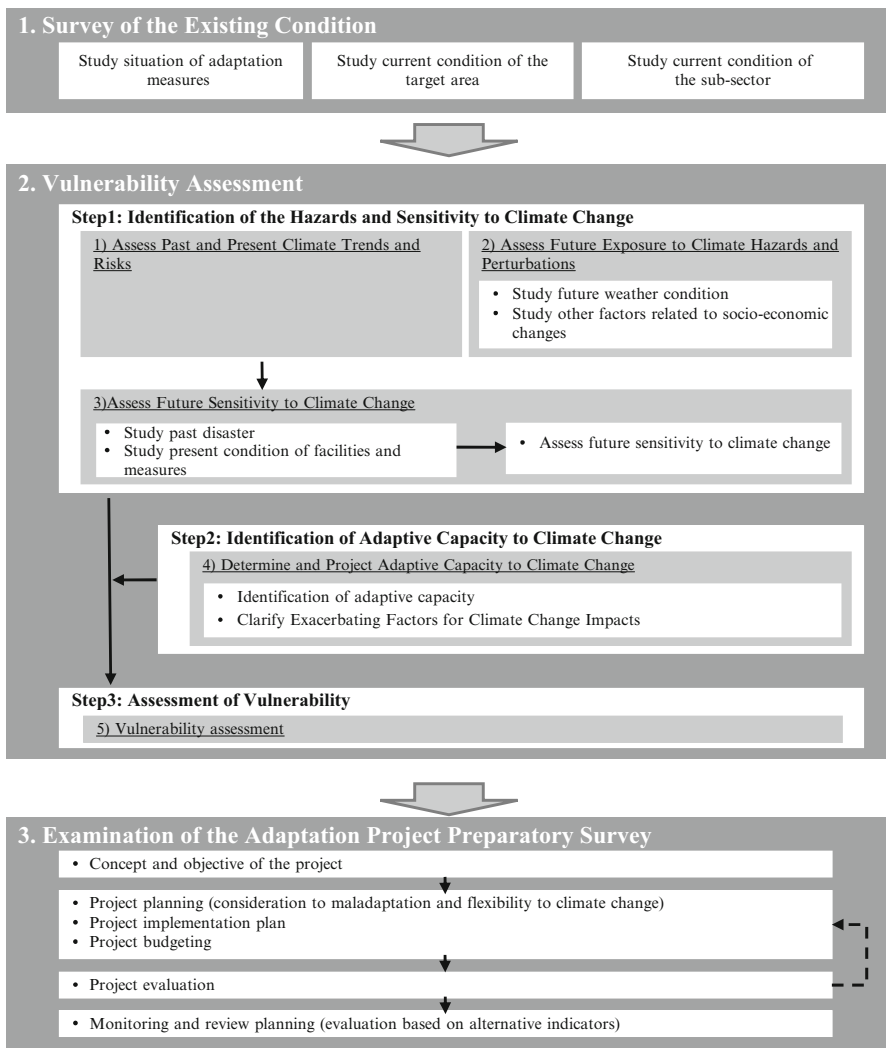 1. Survey of the Existing Condition
Study situation of adaptation
measures
Study current condition of the
target area
Study current condition of
the sub-sector
2. Vulnerability Assessment
Step1: Identification of the Hazards and Sensitivity to Climate Change
1) Assess Past and Present Climate Trends and
Risks
2) Assess Future Exposure to Climate Hazards and
Perturbations
• Study future weather condition
• Study other factors related to socio-economic
changes
3)Assess Future Sensitivity to Climate Change
• Study past disaster
• Study present condition of facilities and
measures
• Assess future sensitivity to climate change
Step2: Identification of Adaptive Capacity to Climate Change
4) Determine and Project Adaptive Capacity to Climate Change
• Identification of adaptive capacity
• Clarify Exacerbating Factors for Climate Change Impacts
Step3: Assessment of Vulnerability
5) Vulnerability assessment
3. Examination of the Adaptation Project Preparatory Survey
• Concept and objective of the project
• Project planning (consideration to maladaptation and flexibility to climate change)
• Project implementation plan
• Project budgeting
• Project evaluation
• Monitoring and review planning (evaluation based on alternative indicators)